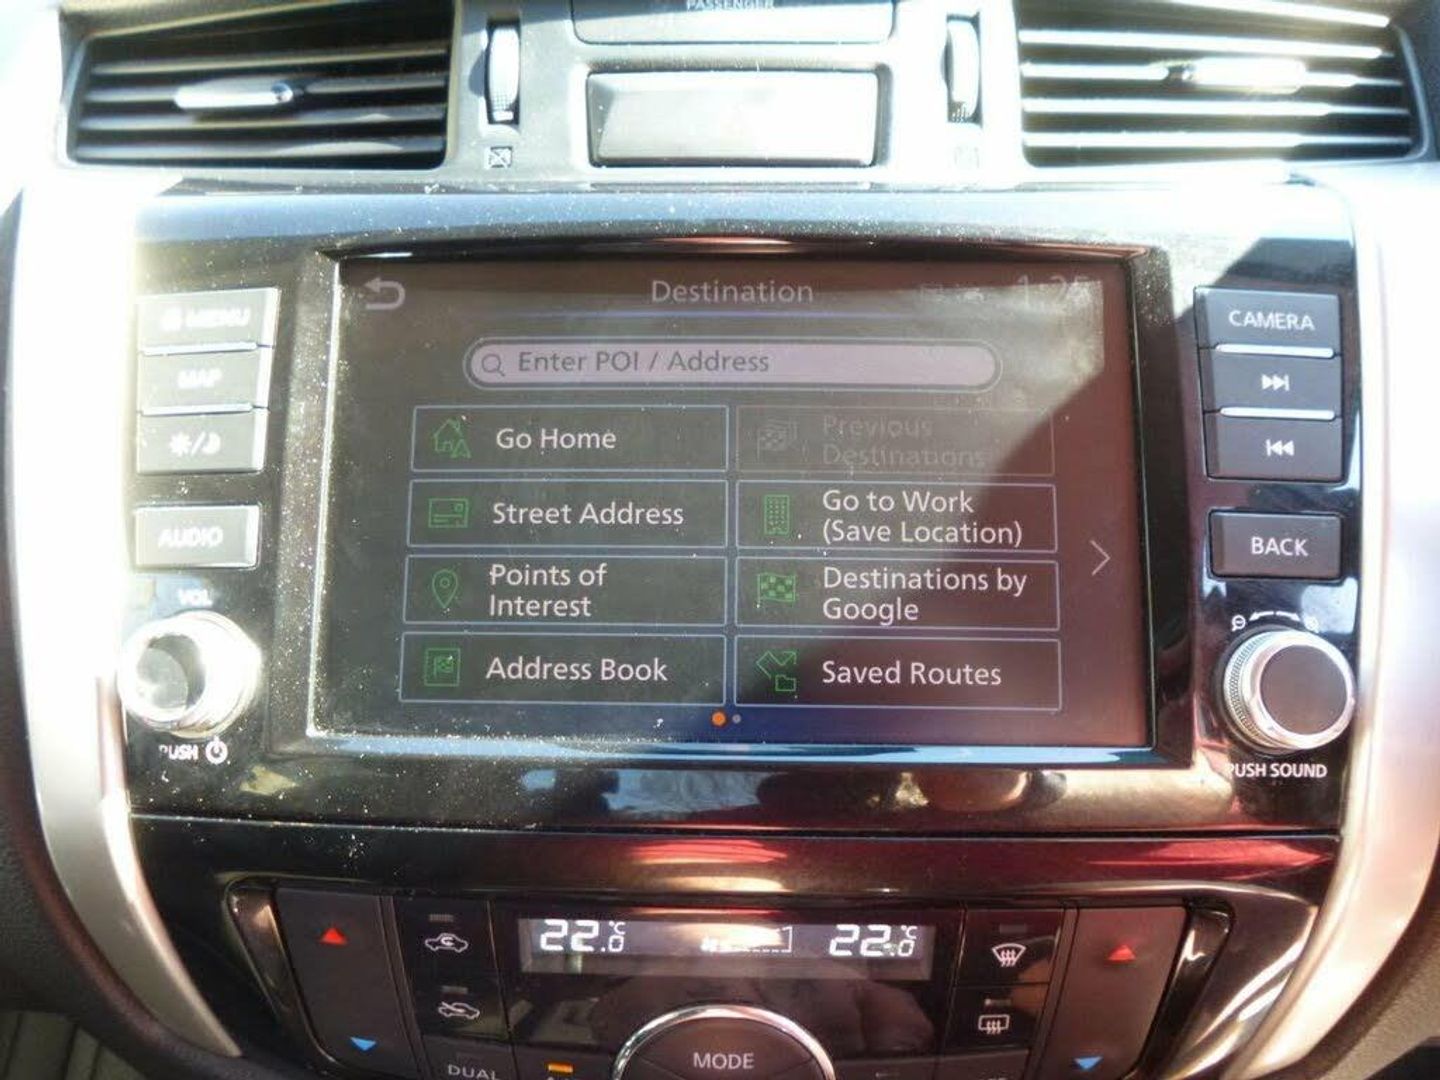 PASSENGER
Destination
MENU
MAP
AUDIO
VOL
PUSH
Enter POI / Address
Go Home
Previous
Destinations
Street Address
Go to Work
(Save Location)
Points of
Interest
Destinations by
Google
Address Book
Saved Routes
CAMERA
BACK
PUSH SOUND
22.0 °C
22.0 °C
MODE
DUAL